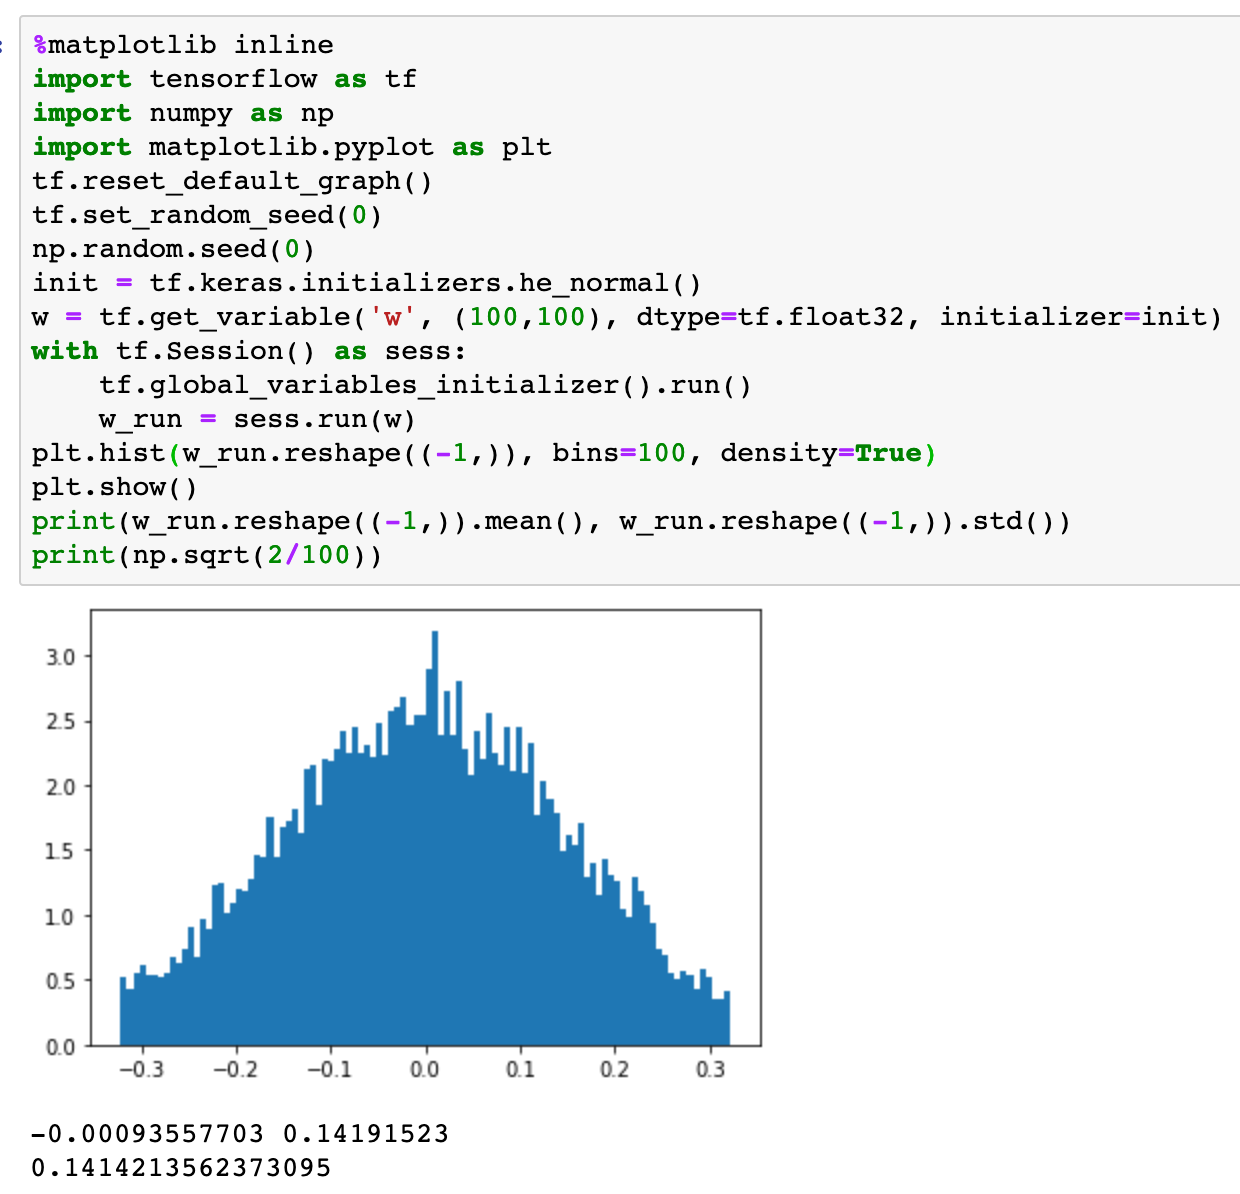 %matplotlib inline
import tensorflow as tf
import numpy as np
import matplotlib.pyplot as plt
tf.reset_default_graph()
tf.set_random_seed(0)
np.random.seed(0)
init = tf.keras.initializers.he_normal()
w = tf.get_variable('w', (100,100), dtype=tf.float32, initializer=init)
with tf.Session() as sess:
    tf.global_variables_initializer().run()
    w_run = sess.run(w)
plt.hist(w_run.reshape((-1,)), bins=100, density=True)
plt.show()
print(w_run.reshape((-1,)).mean(), w_run.reshape((-1,)).std())
print(np.sqrt(2/100))
3.0
2.5
2.0
1.5
1.0
0.5
0.0
−0.3 −0.2 −0.1 0.0 0.1 0.2 0.3
-0.00093557703 0.14191523
0.1414213562373095